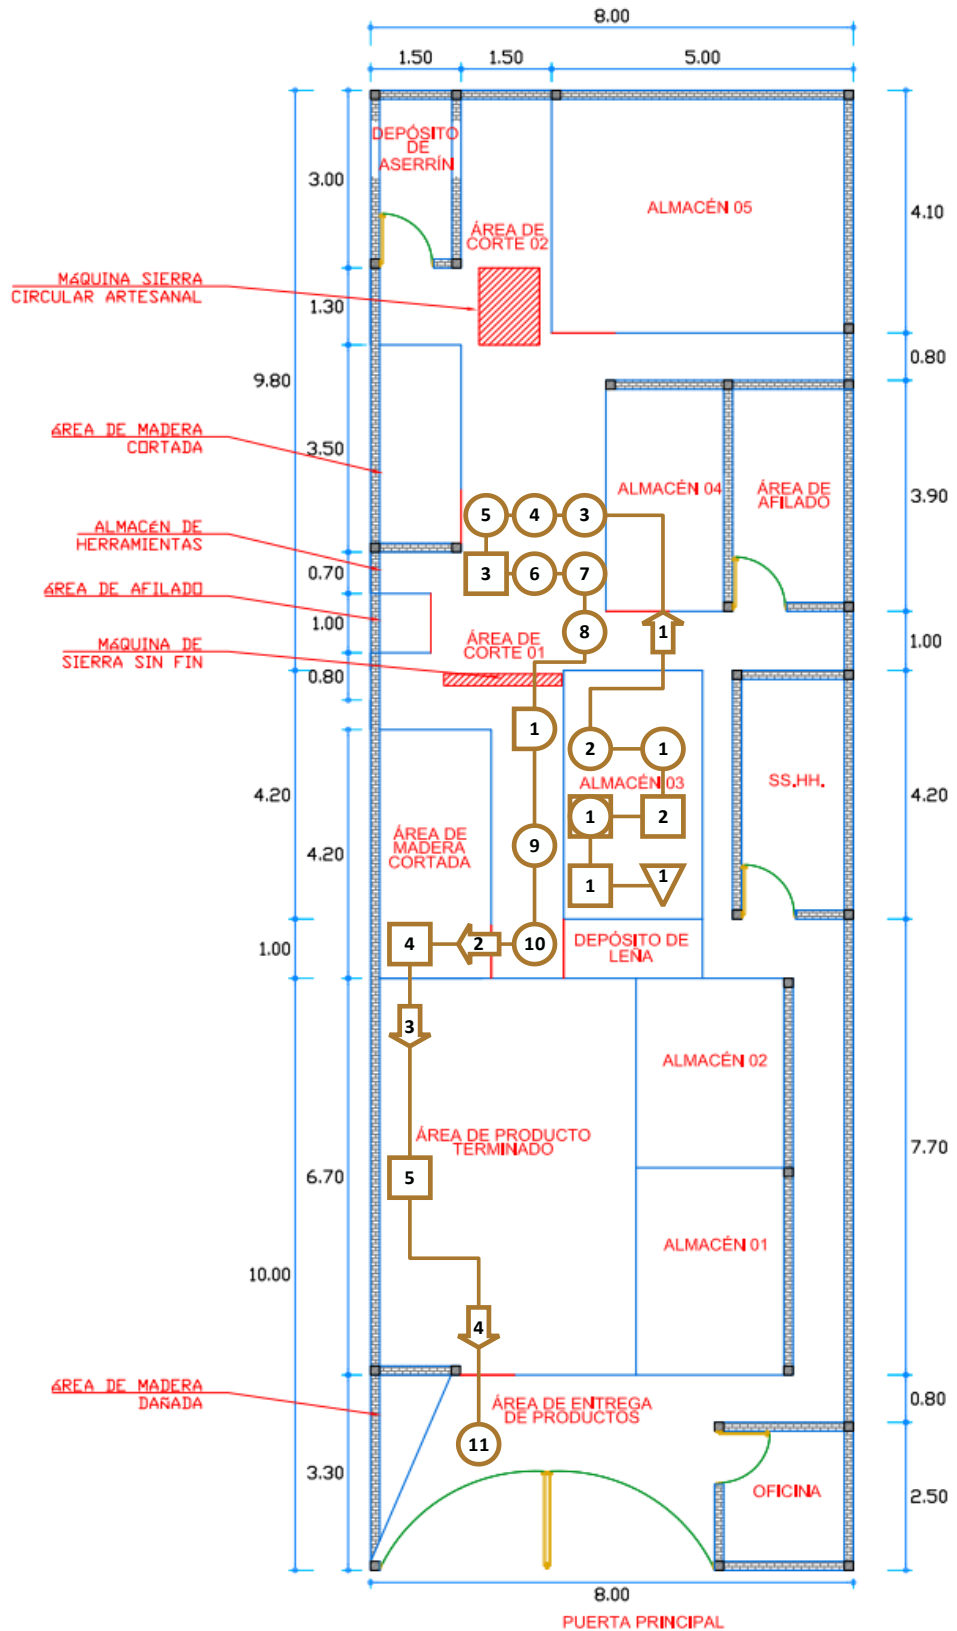 8.00
1.50
1.50
5.00
DEPÓSITO
DE
ASERRÍN
3.00
ALMACÉN 05
4.10
ÁREA DE
CORTE 02
MáQUINA SIERRA
CIRCULAR ARTESANAL
1.30
0.80
9.80
áREA DE MADERA
CORTADA
3.50
ALMACÉN 04
ÁREA DE
AFILADO
3.90
5
4
3
ALMACéN DE
HERRAMIENTAS
0.70
3
6
7
áREA DE AFILADO
1.00
8
1
1.00
ÁREA DE
CORTE 01
MáQUINA DE
SIERRA SIN FIN
0.80
1
2
1
ALMACÉN 03
SS.HH.
4.20
4.20
1
2
ÁREA DE
MADERA
CORTADA
9
4.20
1
1
4
2
10
DEPÓSITO DE
LEÑA
1.00
3
ALMACÉN 02
ÁREA DE PRODUCTO
TERMINADO
7.70
6.70
5
ALMACÉN 01
10.00
4
áREA DE MADERA
DAñADA
ÁREA DE ENTREGA
DE PRODUCTOS
0.80
11
3.30
OFICINA
2.50
8.00
PUERTA PRINCIPAL